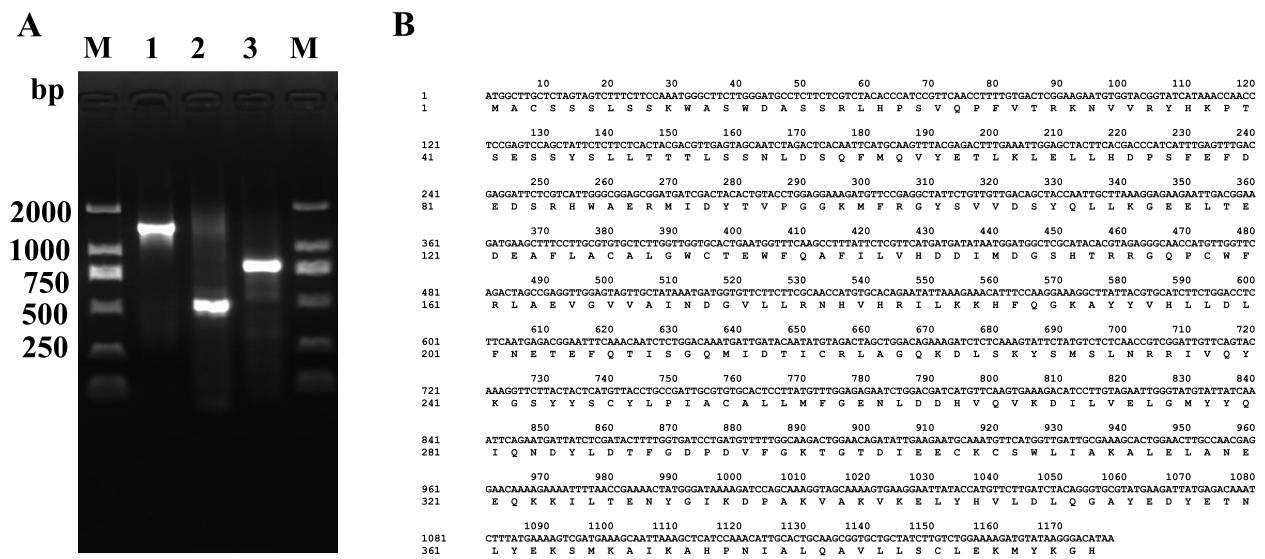 A
M 1 2 3 M
bp
2000
1000
750
500
250
B
10 20 30 40 50 60 70 80 90 100 110 120
1 ATGGCTTGCTCTAGTAGTCTTTCTTCCAAATGGGCTTCTTGGGATGCCTCTTCTCGTCTACACCCATCCGTTCAACCTTTTGTGACTCGGAAGAATGTGGTACGGTATCATAAACCAACC
1 M A C S S S L S S K W A S W D A S S R L H P S V Q P F V T R K N V V R Y H K P T
130 140 150 160 170 180 190 200 210 220 230 240
121 TCCGAGTCCAGCTATTCTCTTCTCACTACGACGTTGAGTAGCAATCTAGACTCACAATTCATGCAAGTTTACGAGACTTTGAAATTGGAGCTACTTCACGACCCATCATTTGAGTTTGAC
41 S E S S Y S L L T T T L S S N L D S Q F M Q V Y E T L K L E L L H D P S F E F D
250 260 270 280 290 300 310 320 330 340 350 360
241 GAGGATTCTCGTCATTGGGCGGAGCGGATGATCGACTACACTGTACCTGGAGGAAAGATGTTCCGAGGCTATTCTGTTGTTGACAGCTACCAATTGCTTAAAGGAGAAGAATTGACGGAA
81 E D S R H W A E R M I D Y T V P G G K M F R G Y S V V D S Y Q L L K G E E L T E
370 380 390 400 410 420 430 440 450 460 470 480
361 GATGAAGCTTTCCTTGCGTGTGCTCTTGGTTGGTGCACTGAATGGTTTCAAGCCTTTATTCTCGTTCATGATGATATAATGGATGGCTCGCATACACGTAGAGGGCAACCATGTTGGTTC
121 D E A F L A C A L G W C T E W F Q A F I L V H D D I M D G S H T R R G Q P C W F
490 500 510 520 530 540 550 560 570 580 590 600
481 AGACTAGCCGAGGTTGGAGTAGTTGCTATAAATGATGGTGTTCTTCTTCGCAACCATGTGCACAGAATATTAAAGAAACATTTCCAAGGAAAGGCTTATTACGTGCATCTTCTGGACCTC
161 R L A E V G V V A I N D G V L L R N H V H R I L K K H F Q G K A Y Y V H L L D L
610 620 630 640 650 660 670 680 690 700 710 720
601 TTCAATGAGACGGAATTTCAAACAATCTCTGGACAAATGATTGATACAATATGTAGACTAGCTGGACAGAAAGATCTCTCAAAGTATTCTATGTCTCTCAACCGTCGGATTGTTCAGTAC
201 F N E T E F Q T I S G Q M I D T I C R L A G Q K D L S K Y S M S L N R R I V Q Y
730 740 750 760 770 780 790 800 810 820 830 840
721 AAAGGTTCTTACTACTCATGTTACCTGCCGATTGCGTGTGCACTCCTTATGTTTGGAGAGAATCTGGACGATCATGTTCAAGTGAAAGACATCCTTGTAGAATTGGGTATGTATTATCAA
241 K G S Y Y S C Y L P I A C A L L M F G E N L D D H V Q V K D I L V E L G M Y Y Q
850 860 870 880 890 900 910 920 930 940 950 960
841 ATTCAGAATGATTATCTCGATACTTTTGGTGATCCTGATGTTTTTGGCAAGACTGGAACAGATATTGAAGAATGCAAATGTTCATGGTTGATTGCGAAAGCACTGGAACTTGCCAACGAG
281 I Q N D Y L D T F G D P D V F G K T G T D I E E C K C S W L I A K A L E L A N E
970 980 990 1000 1010 1020 1030 1040 1050 1060 1070 1080
961 GAACAAAAGAAAATTTTAACCGAAAACTATGGGATAAAAGATCCAGCAAAGGTAGCAAAAGTGAAGGAATTATACCATGTTCTTGATCTACAGGGTGCGTATGAAGATTATGAGACAAAT
321 E Q K K I L T E N Y G I K D P A K V A K V K E L Y H V L D L Q G A Y E D Y E T N
1090 1100 1110 1120 1130 1140 1150 1160 1170
1081 CTTTATGAAAAGTCGATGAAAGCAATTAAAGCTCATCCAAACATTGCACTGCAAGCGGTGCTGCTATCTTGTCTGGAAAAGATGTATAAGGGACATAA
361 L Y E K S M K A I K A H P N I A L Q A V L L S C L E K M Y K G H